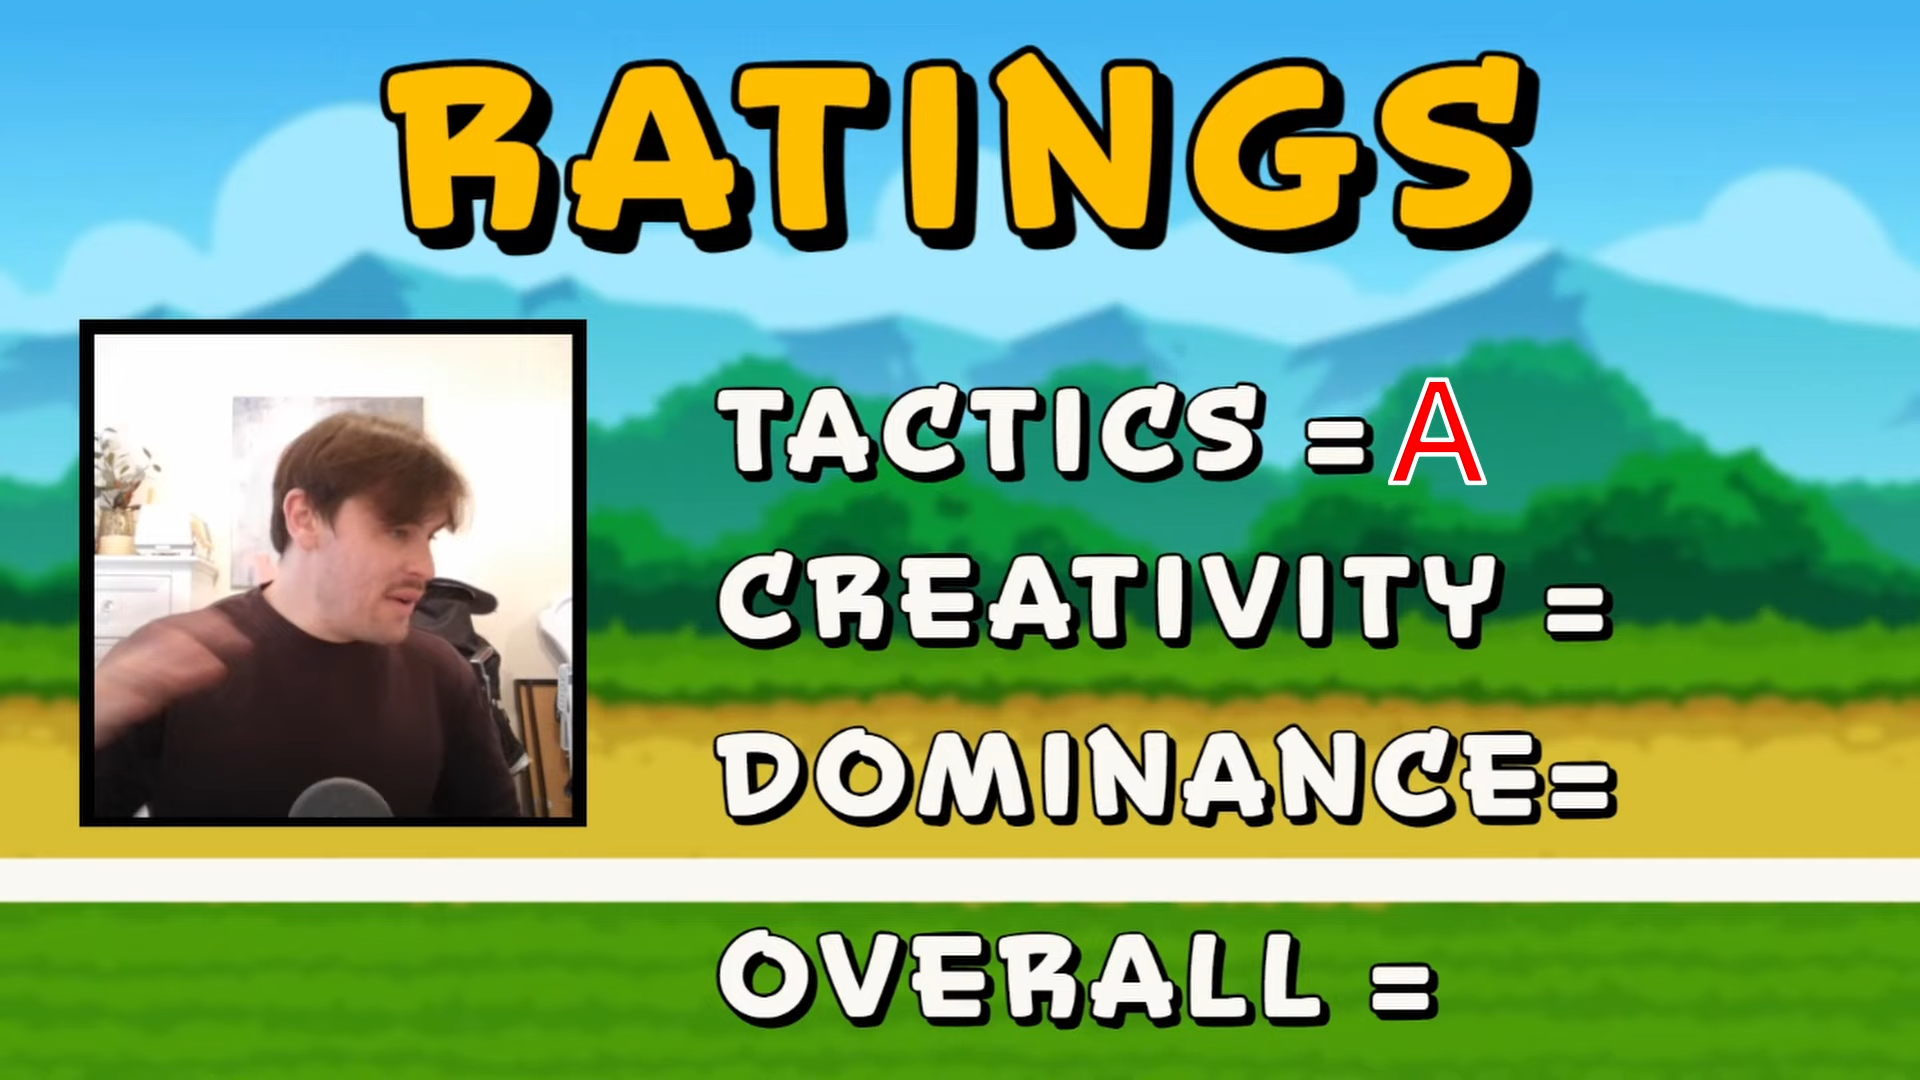 RATINGS
TACTICS = A
CREATIVITY =
DOMINANCE=
OVERALL =